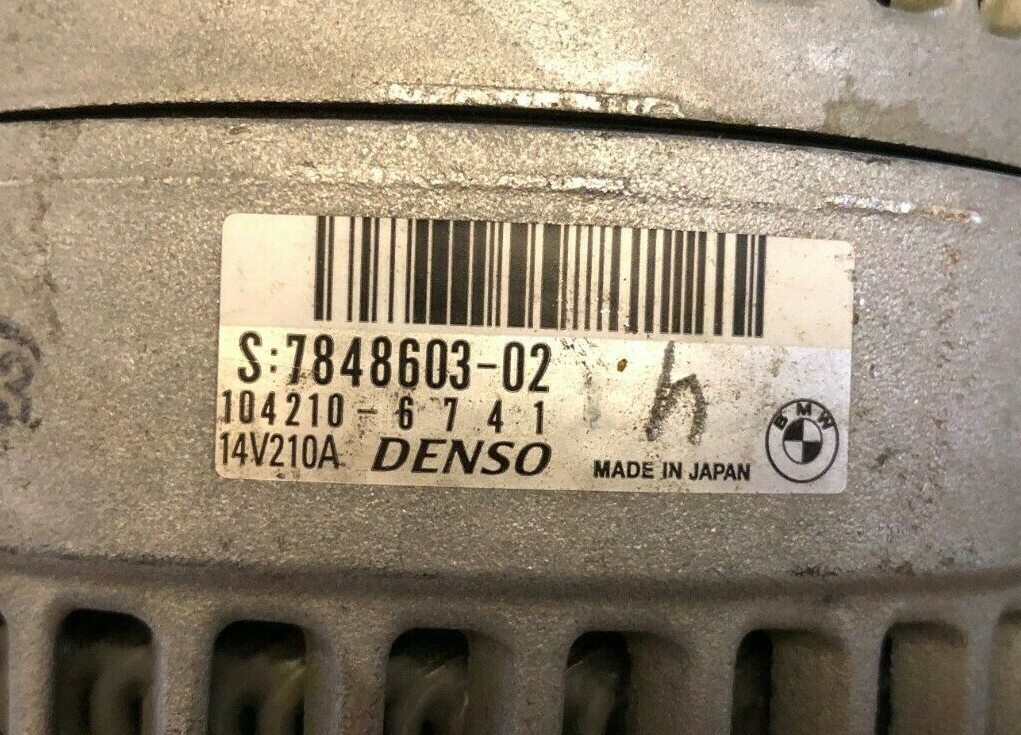 S:7848603-02
104210-6741
14V210A DENSO
MADE IN JAPAN
BMW